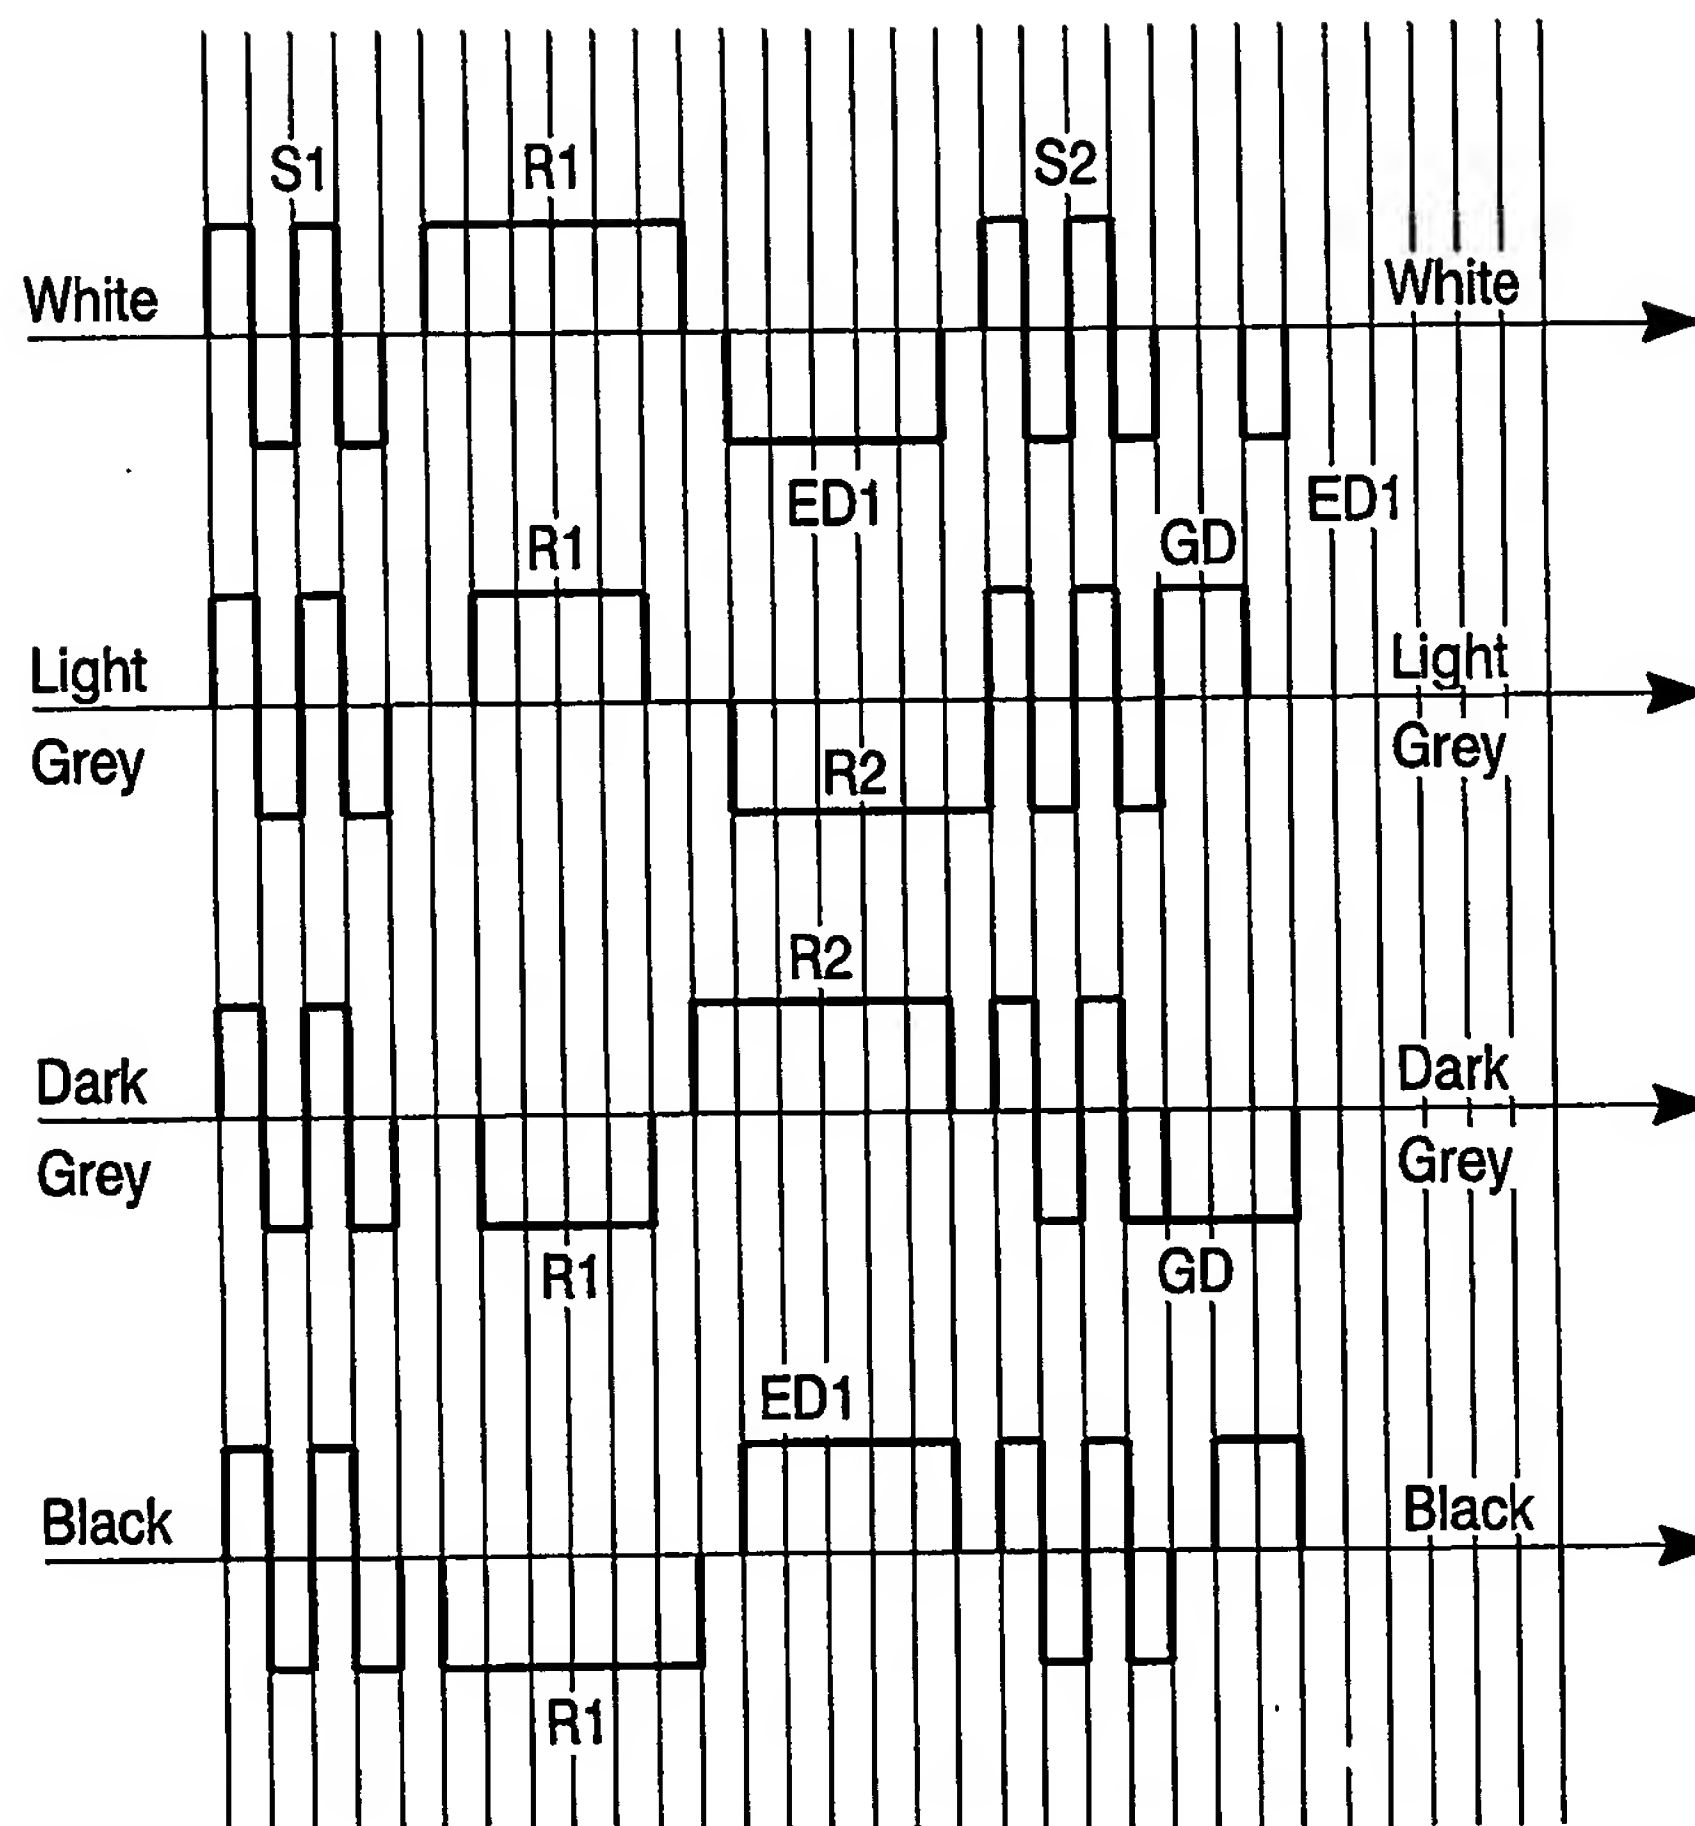 S1 R1 S2
White White
ED1 ED1
R1 GD
Light Light
Grey Grey
R2
R2
Dark Dark
Grey Grey
R1 GD
ED1
Black Black
R1